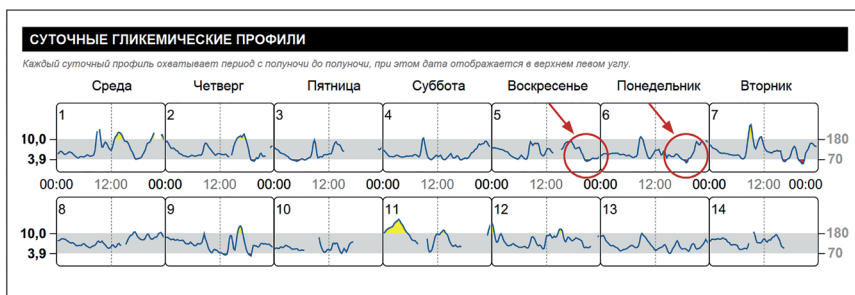 СУТОЧНЫЕ ГЛИКЕМИЧЕСКИЕ ПРОФИЛИ
Каждый суточный профиль охватывает период с полуночи до полуночи, при этом дата отображается в верхнем левом углу.
Среда Четверг Пятница Суббота Воскресенье Понедельник Вторник
1 2 3 4 5 6 7
10,0 180
3,9 70
00:00 12:00 00:00 12:00 00:00 12:00 00:00 12:00 00:00 12:00 00:00 12:00 00:00 12:00 00:00
8 9 10 11 12 13 14
10,0 180
3,9 70